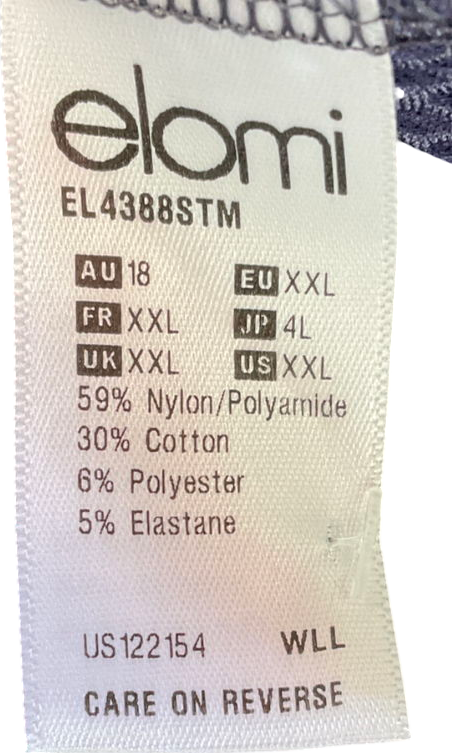 elomi
EL4388STM
AU 18 EU XXL
FR XXL JP 4L
UK XXL US XXL
59% Nylon/Polyamide
30% Cotton
6% Polyester
5% Elastane
US122154 WLL
CARE ON REVERSE